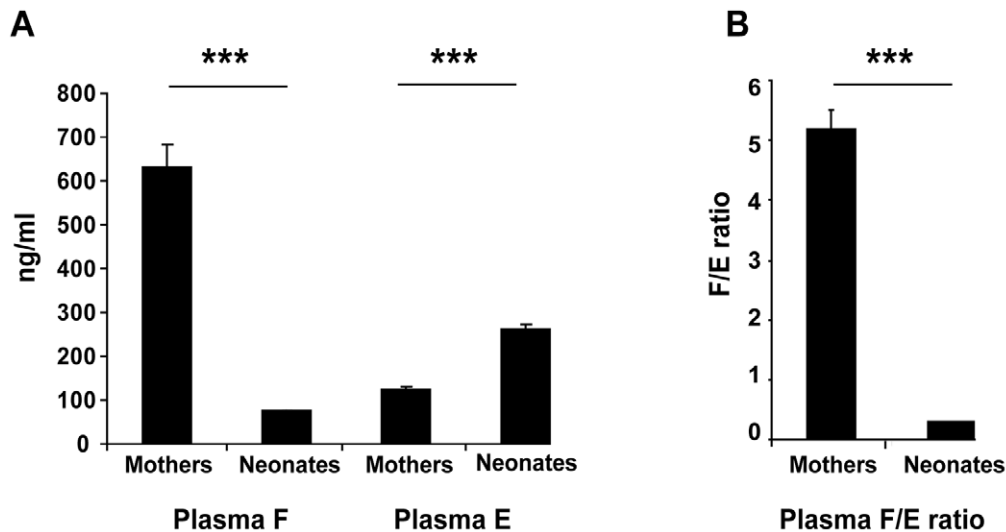 A
***
***
800
700
600
500
400
300
200
100
0
ng/ml
Mothers
Neonates
Mothers
Neonates
Plasma F
Plasma E
B
***
6
5
4
3
2
1
0
F/E ratio
Mothers
Neonates
Plasma F/E ratio